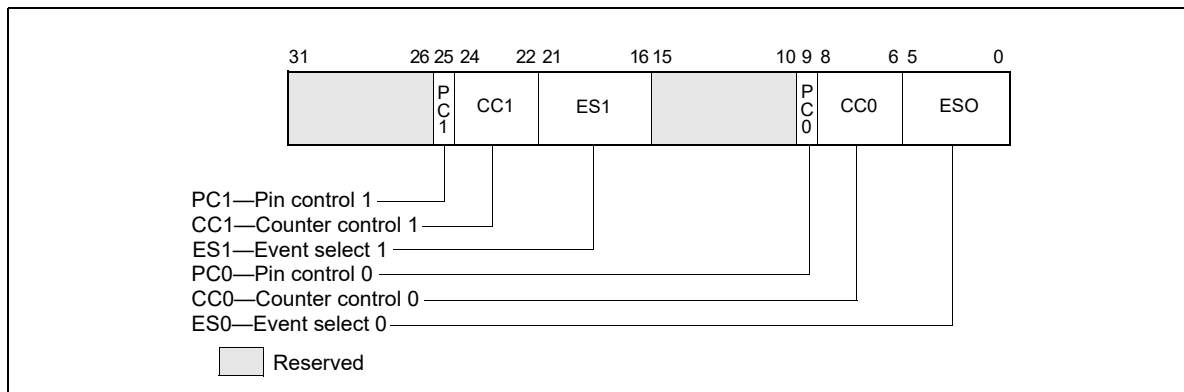 31 26 25 24 22 21 16 15 10 9 8 6 5 0
PC1 CC1 ES1 PC0 CC0 ESO
PC1—Pin control 1
CC1—Counter control 1
ES1—Event select 1
PC0—Pin control 0
CC0—Counter control 0
ES0—Event select 0
Reserved